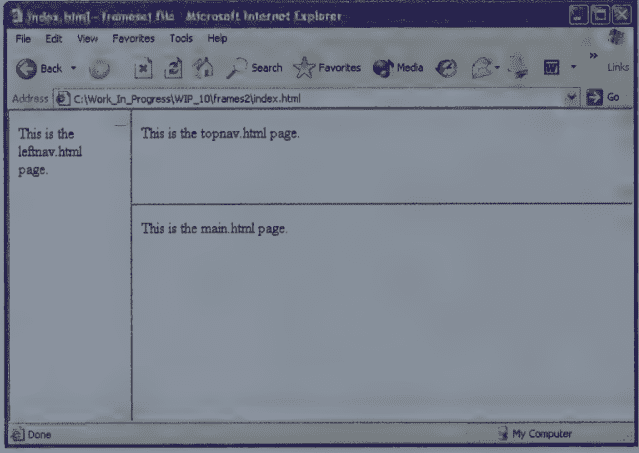 index.html - frameset file - Microsoft Internet Explorer
File Edit View Favorites Tools Help
Back Search Favorites Media Links
Address C:\Work_In_Progress\WIP_10\frames2\index.html Go
This is the
leftnav.html
page.
This is the topnav.html page.
This is the main.html page.
Done My Computer